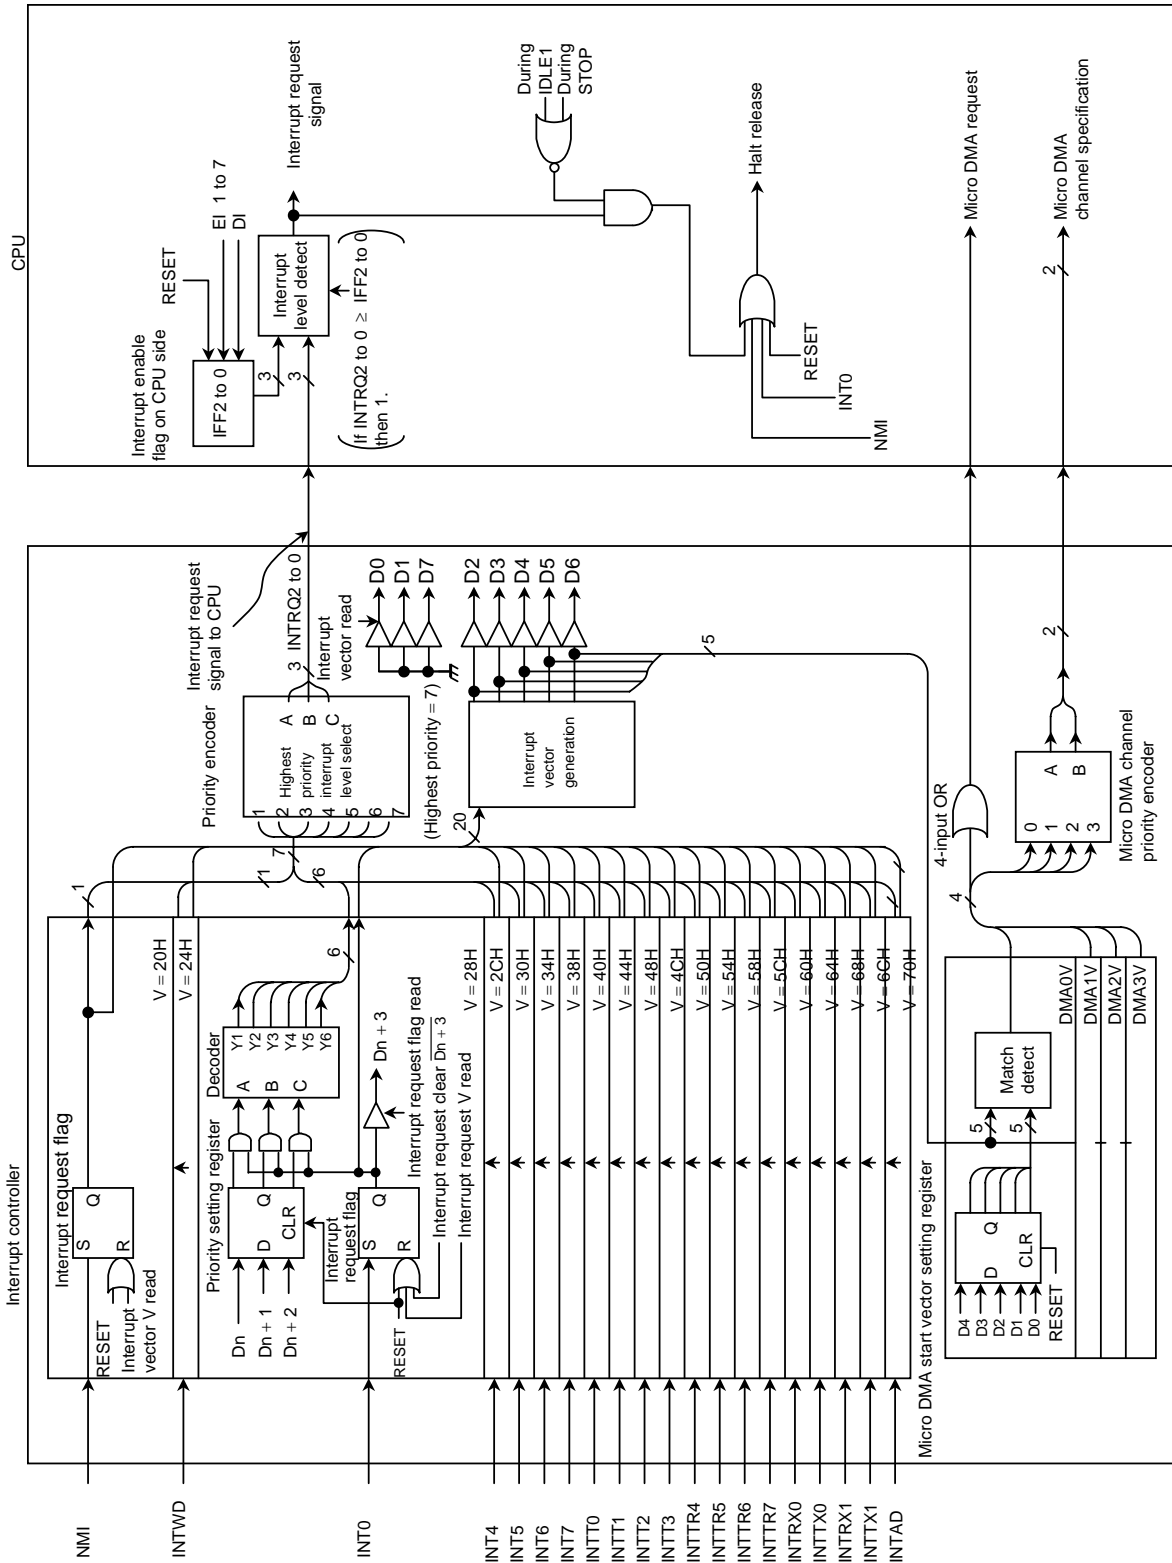 Interrupt controller
CPU
NMI
INTWD
INT0
INT4
INT5
INT6
INT7
INTT0
INTT1
INTT2
INTT3
INTTR4
INTTR5
INTTR6
INTTR7
INTRX0
INTTX0
INTRX1
INTTX1
INTAD
Interrupt request flag
S
Q
R
RESET
Interrupt
vector V read
V = 20H
V = 24H
1
Priority setting register
Dn
Dn + 1
Dn + 2
D
Q
CLR
Decoder
A
B
C
Y1
Y2
Y3
Y4
Y5
Y6
6
Interrupt
request flag
S
Q
R
RESET
Dn + 3
Interrupt request flag read
Interrupt request clear Dn + 3
Interrupt request V read
V = 28H
V = 2CH
V = 30H
V = 34H
V = 38H
V = 40H
V = 44H
V = 48H
V = 4CH
V = 50H
V = 54H
V = 58H
V = 5CH
V = 60H
V = 64H
V = 68H
V = 6CH
V = 70H
1
7
6
Priority encoder
1
2
3
4
5
6
7
Highest
priority
interrupt
level select
A
B
C
(Highest priority = 7)
Interrupt request
signal to CPU
3
INTRQ2 to 0
Interrupt
vector read
D0
D1
D7
20
Interrupt
vector
generation
D2
D3
D4
D5
D6
5
Micro DMA start vector setting register
D4
D3
D2
D1
D0
D
Q
CLR
RESET
5
5
Match
detect
DMA0V
DMA1V
DMA2V
DMA3V
4
4-input OR
0
1
2
3
A
B
Micro DMA channel
priority encoder
2
Interrupt enable
flag on CPU side
IFF2 to 0
RESET
EI 1 to 7
DI
3
3
Interrupt
level detect
If INTRQ2 to 0 ≥ IFF2 to 0
then 1.
Interrupt request
signal
During
IDLE1
During
STOP
NMI
INT0
RESET
Halt release
Micro DMA request
2
Micro DMA
channel specification